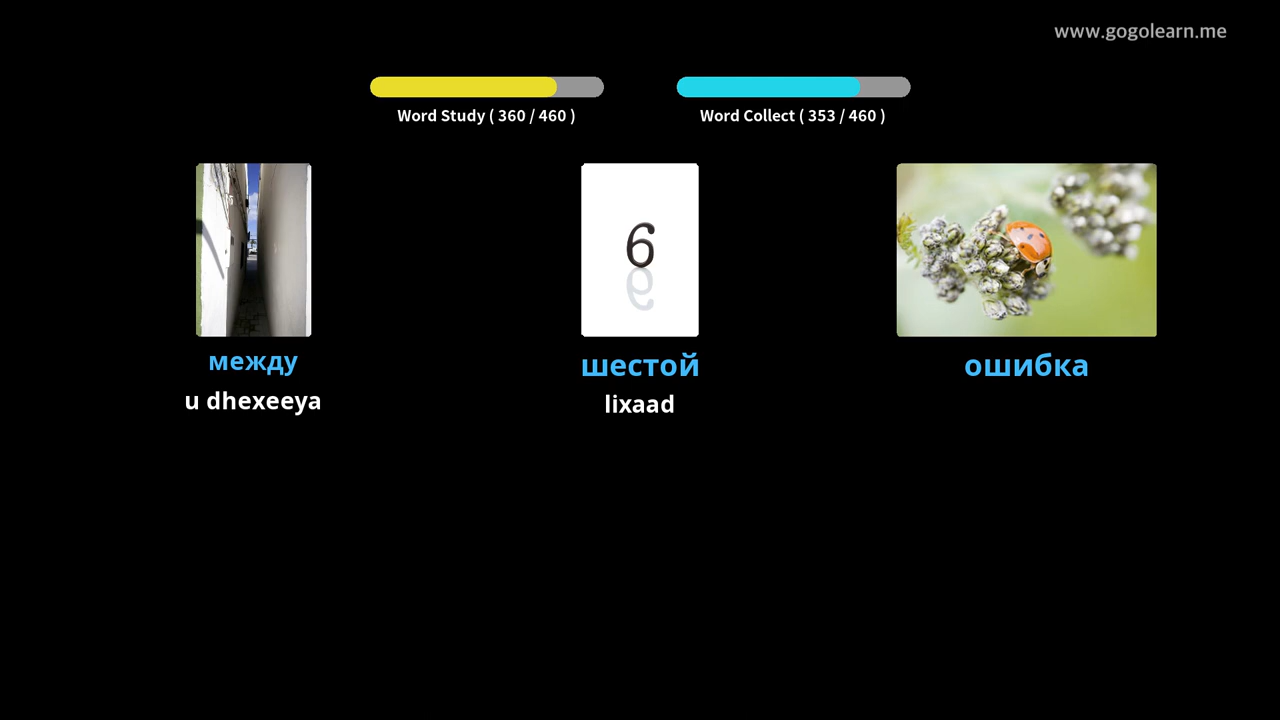 www.gogolearn.me
Word Study ( 360 / 460 )
Word Collect ( 353 / 460 )
6
между
u dhexeeya
шестой
lixaad
ошибка